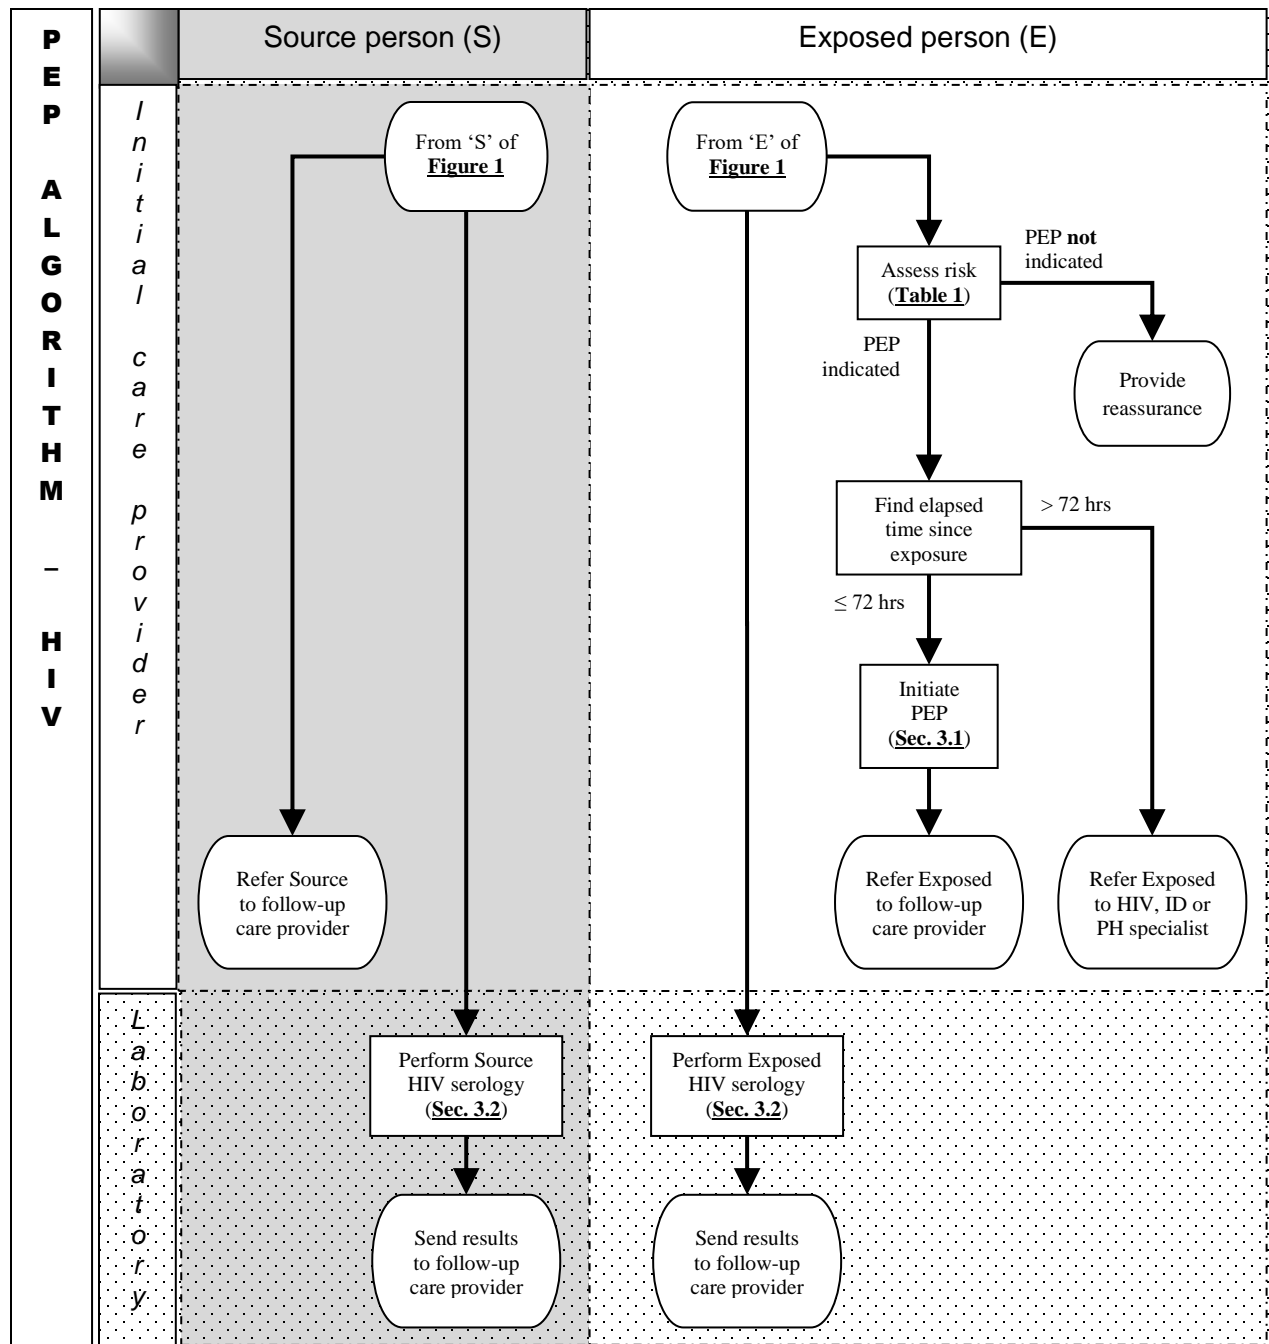 PEP ALGORITHM – HIV
Source person (S)
Exposed person (E)
Initial care provider
From ‘S’ of
Figure 1
From ‘E’ of
Figure 1
Assess risk
(Table 1)
PEP not
indicated
PEP
indicated
Provide
reassurance
Find elapsed
time since
exposure
> 72 hrs
≤ 72 hrs
Initiate
PEP
(Sec. 3.1)
Refer Source
to follow-up
care provider
Refer Exposed
to follow-up
care provider
Refer Exposed
to HIV, ID or
PH specialist
Laboratory
Perform Source
HIV serology
(Sec. 3.2)
Perform Exposed
HIV serology
(Sec. 3.2)
Send results
to follow-up
care provider
Send results
to follow-up
care provider